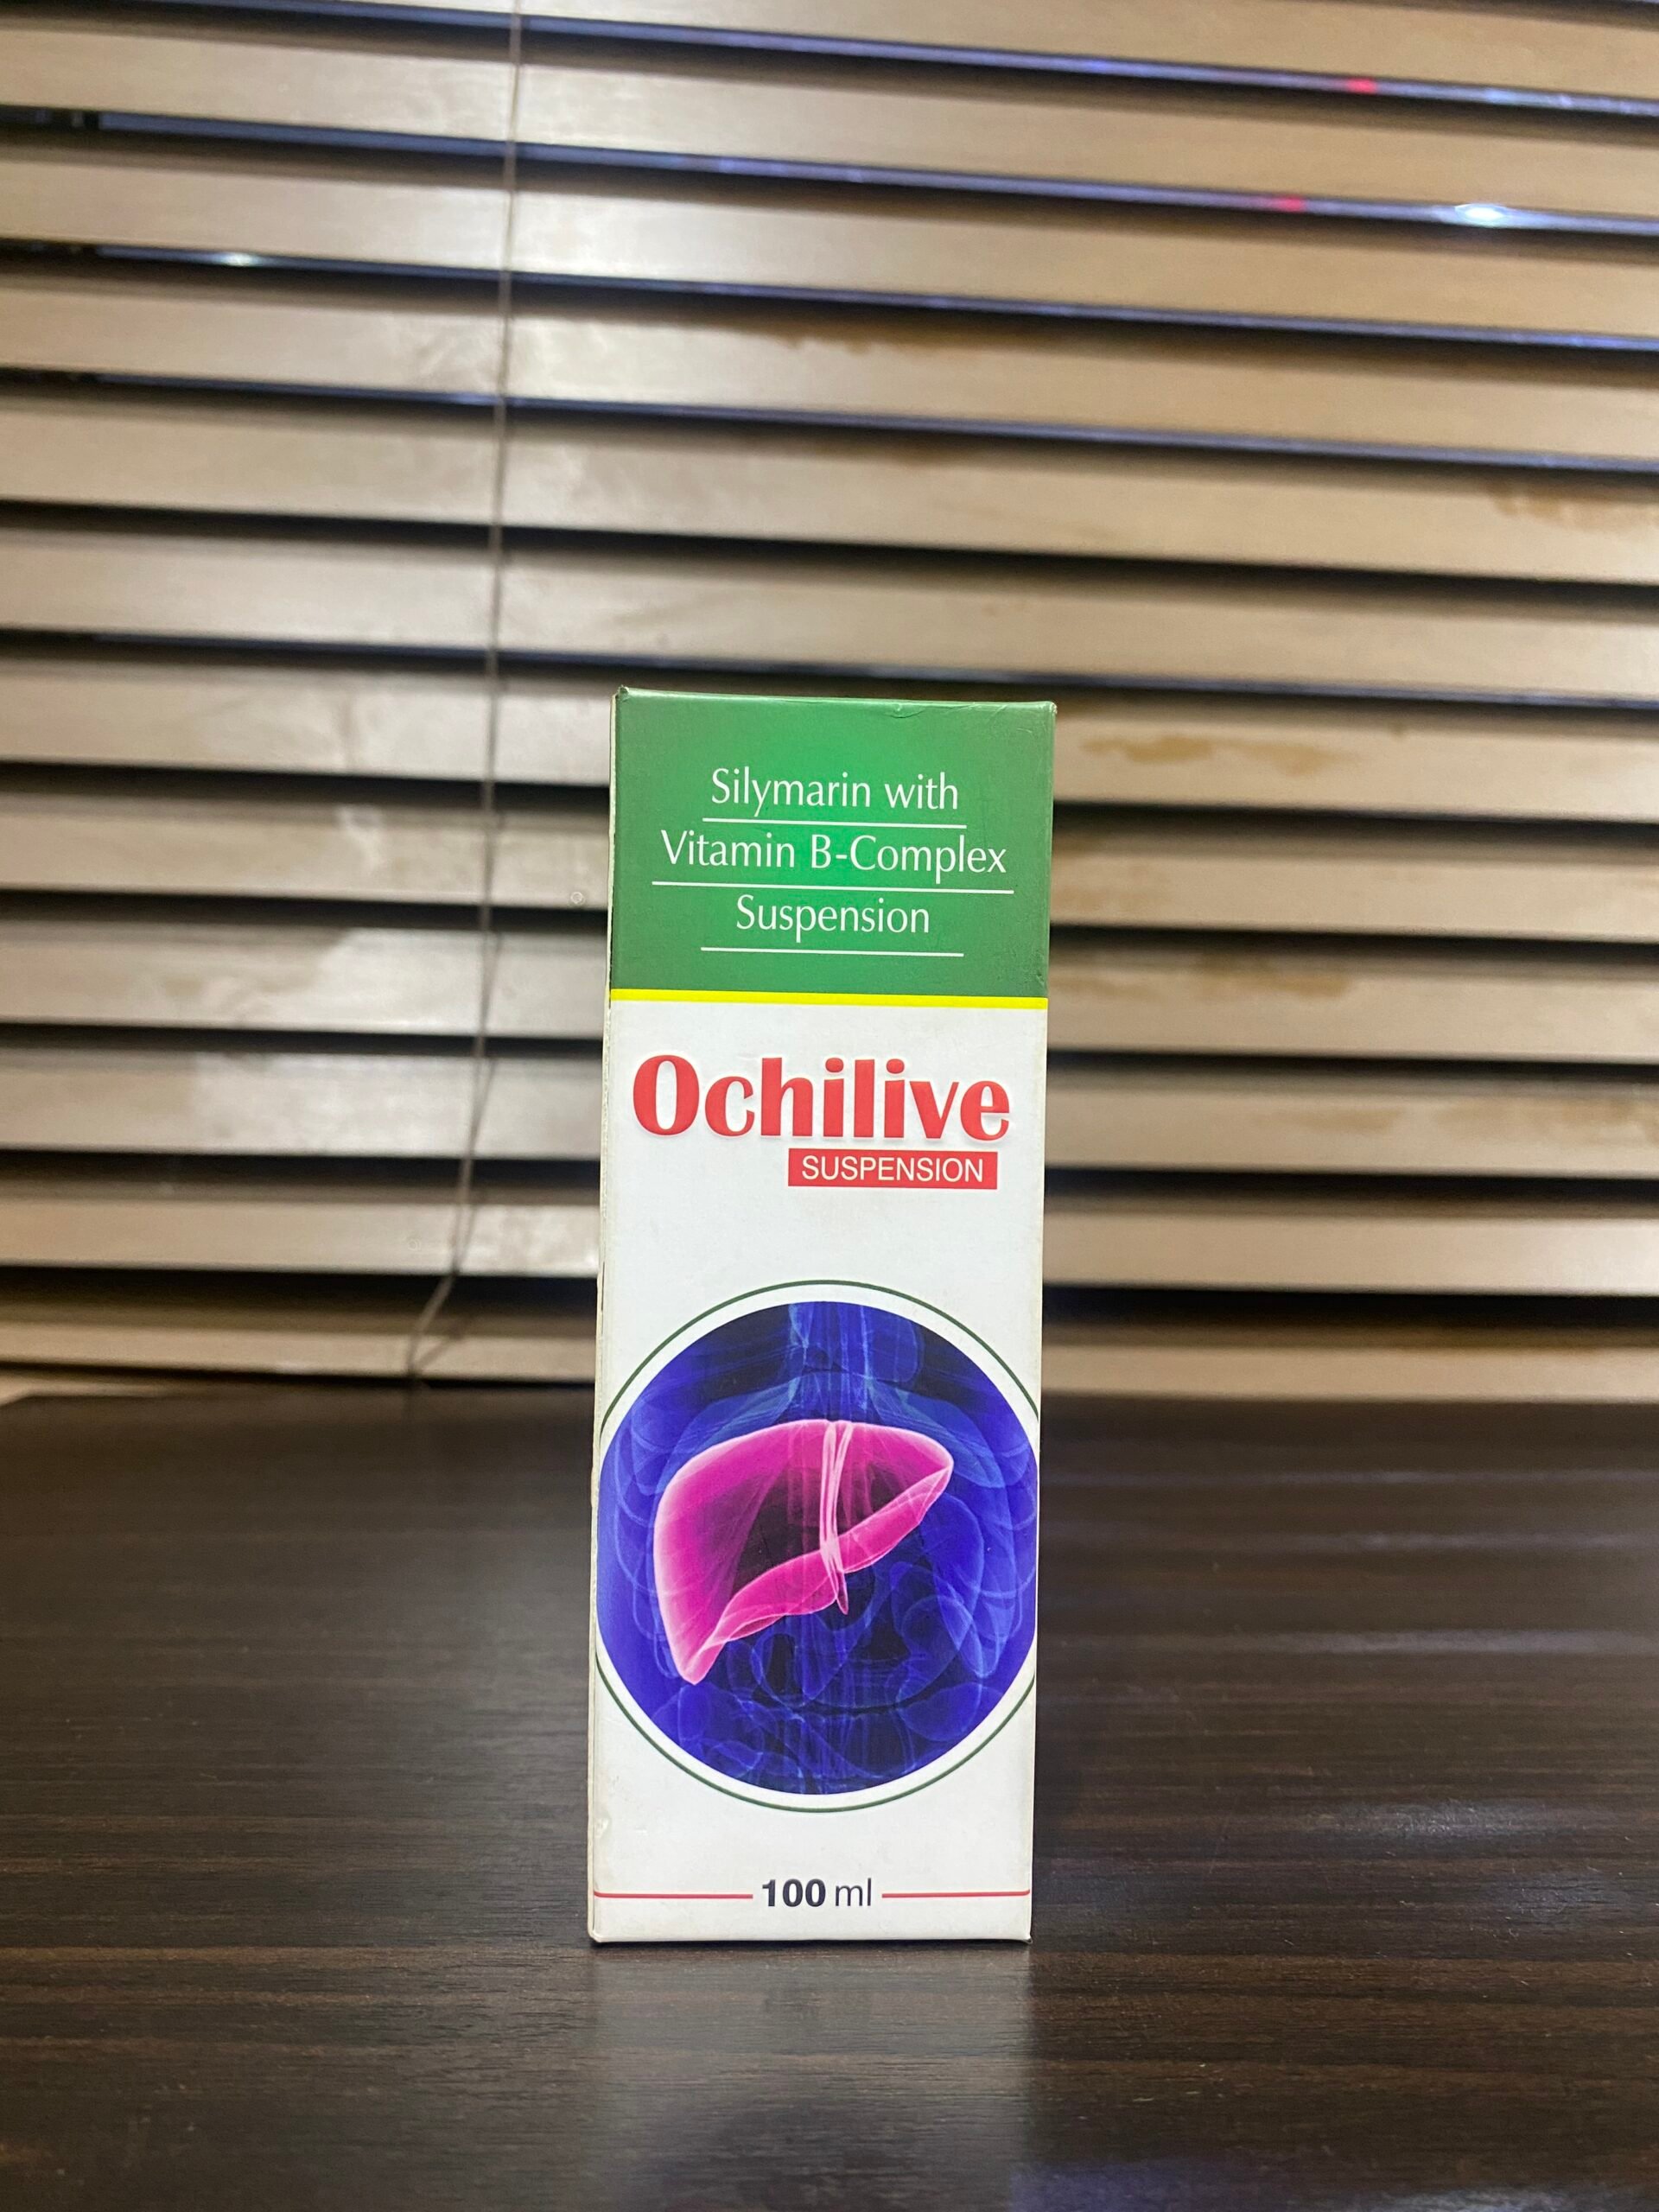 Silymarin with
Vitamin B-Complex
Suspension
Ochilive
SUSPENSION
100 ml